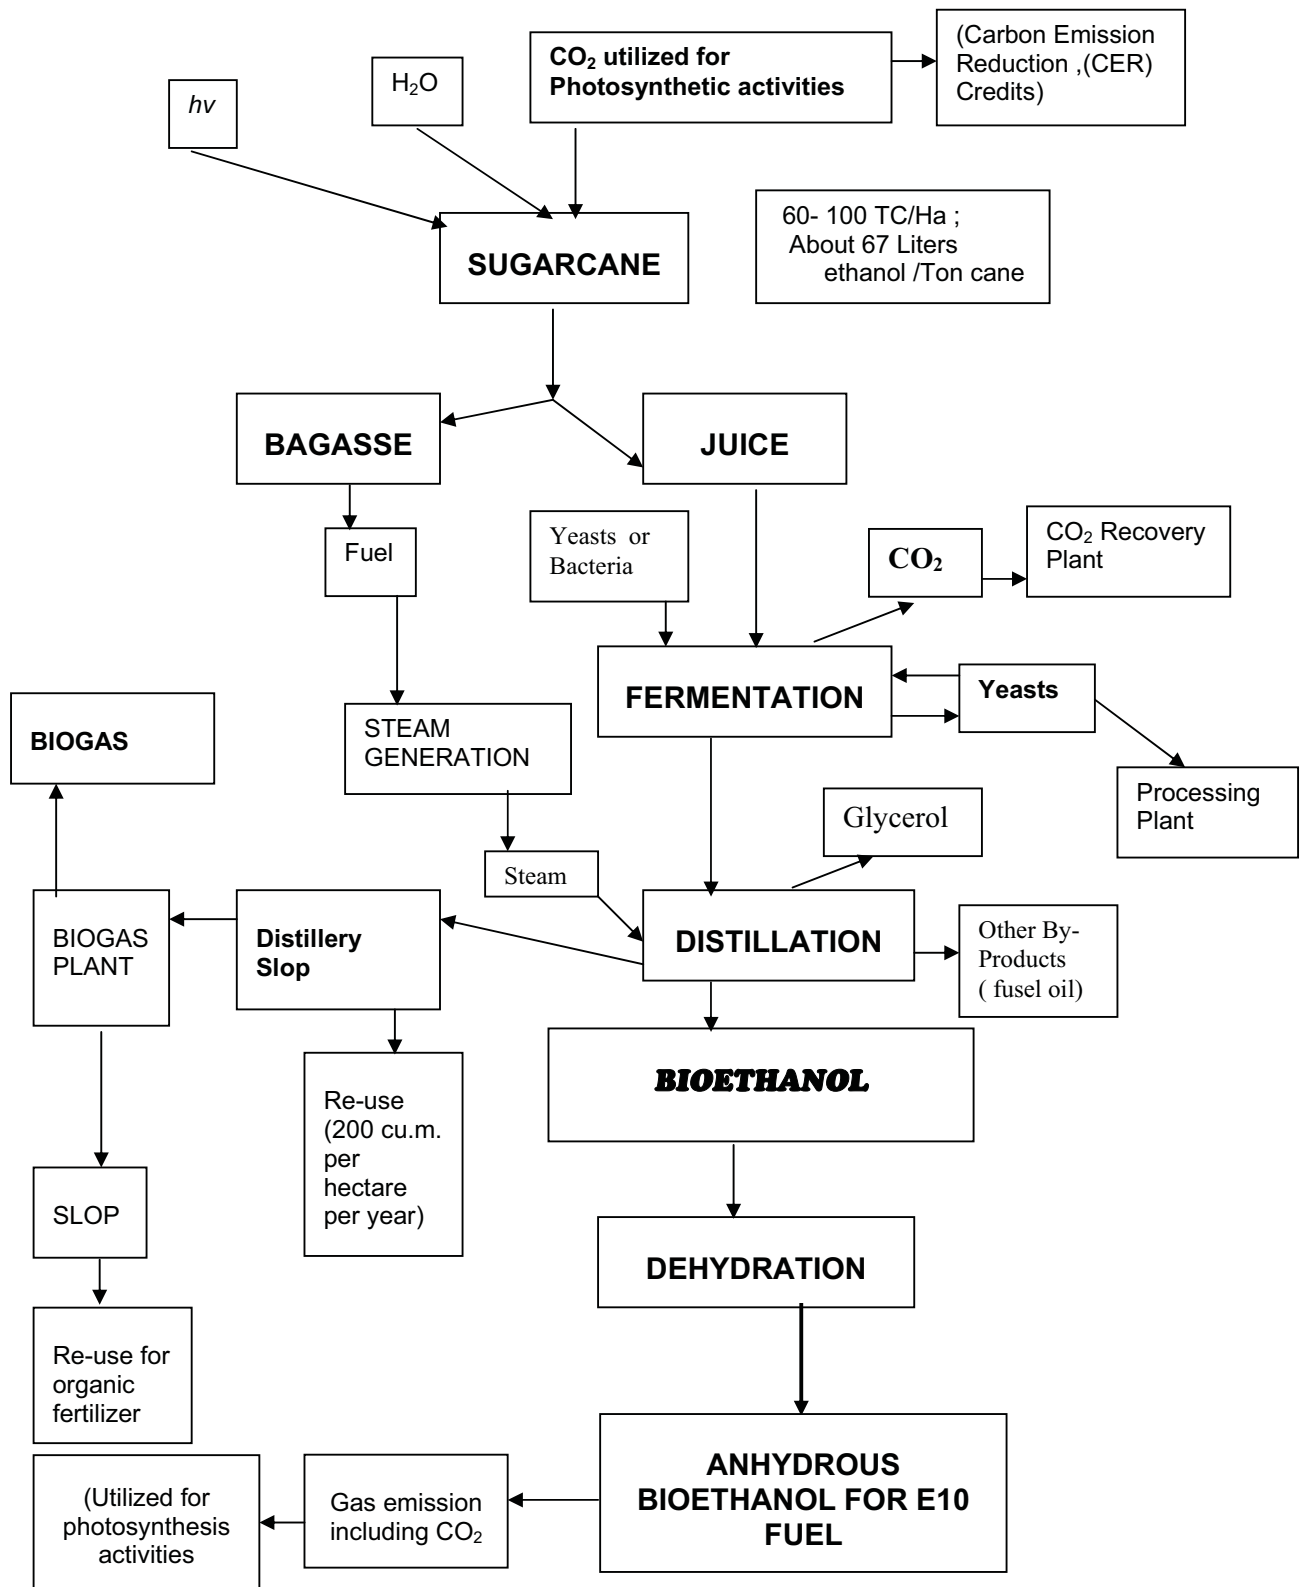 CO₂ utilized for
Photosynthetic activities
(Carbon Emission
Reduction ,(CER)
Credits)
hv
H₂O
60- 100 TC/Ha ;
About 67 Liters
ethanol /Ton cane
SUGARCANE
BAGASSE
JUICE
Fuel
Yeasts or
Bacteria
CO₂
CO₂ Recovery
Plant
FERMENTATION
Yeasts
BIOGAS
STEAM
GENERATION
Processing
Plant
Glycerol
Steam
BIOGAS
PLANT
Distillery
Slop
DISTILLATION
Other By-
Products
( fusel oil)
BIOETHANOL
Re-use
(200 cu.m.
per
hectare
per year)
SLOP
DEHYDRATION
Re-use for
organic
fertilizer
ANHYDROUS
BIOETHANOL FOR E10
FUEL
Gas emission
including CO₂
(Utilized for
photosynthesis
activities